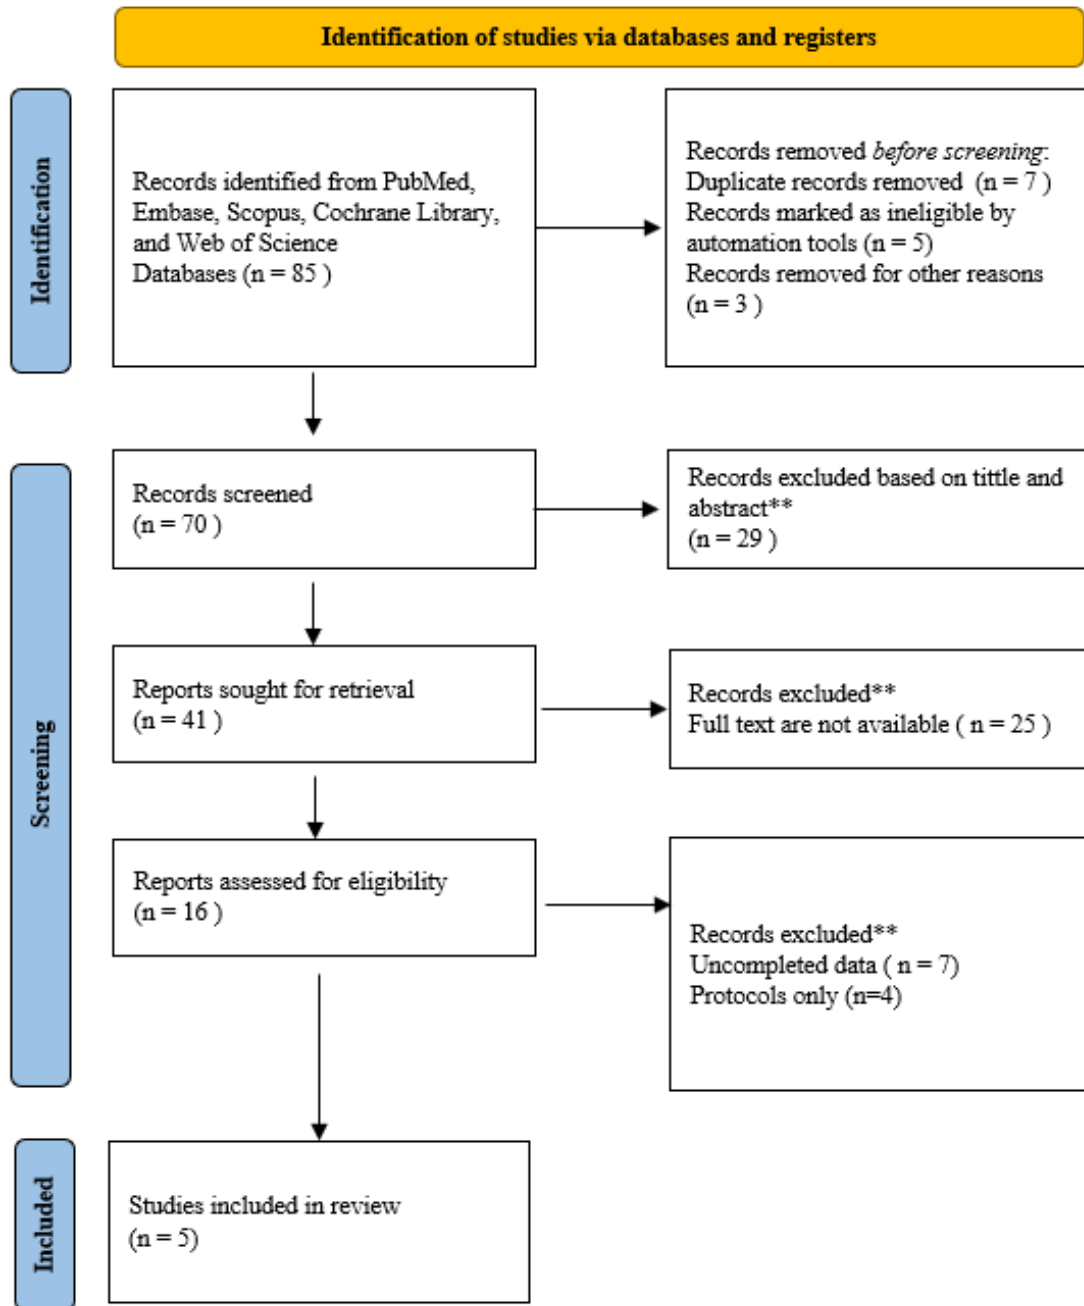 Identification of studies via databases and registers
Identification
Records identified from PubMed,
Embase, Scopus, Cochrane Library,
and Web of Science
Databases (n = 85 )
Records removed before screening:
Duplicate records removed (n = 7 )
Records marked as ineligible by
automation tools (n = 5)
Records removed for other reasons
(n = 3 )
Screening
Records screened
(n = 70 )
Records excluded based on tittle and
abstract**
(n = 29 )
Reports sought for retrieval
(n = 41 )
Records excluded**
Full text are not available ( n = 25 )
Reports assessed for eligibility
(n = 16 )
Records excluded**
Uncompleted data ( n = 7)
Protocols only (n=4)
Included
Studies included in review
(n = 5)